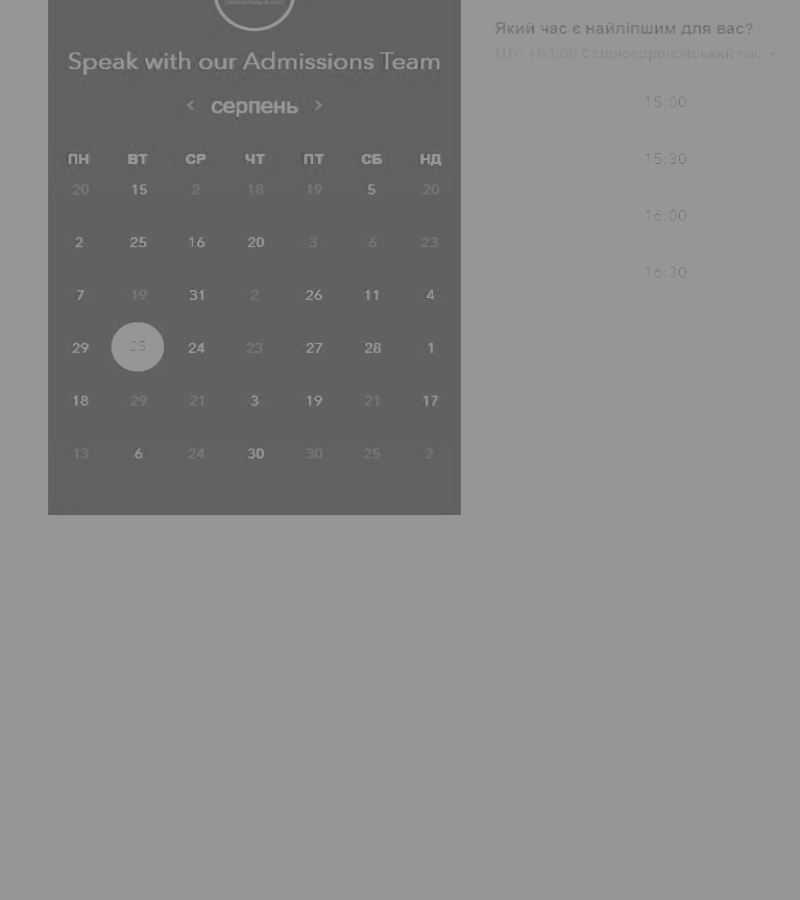 Speak with our Admissions Team
серпень
ПН ВТ СР ЧТ ПТ СБ НД
20 15 2 18 19 5 20
2 25 16 20 3 6 23
7 19 31 2 26 11 4
29 25 24 23 27 28 1
18 29 21 3 19 21 17
13 6 24 30 30 25 2
Який час є найліпшим для вас?
UTC +03:00 Східноєвропейський час
15:00
15:30
16:00
16:30